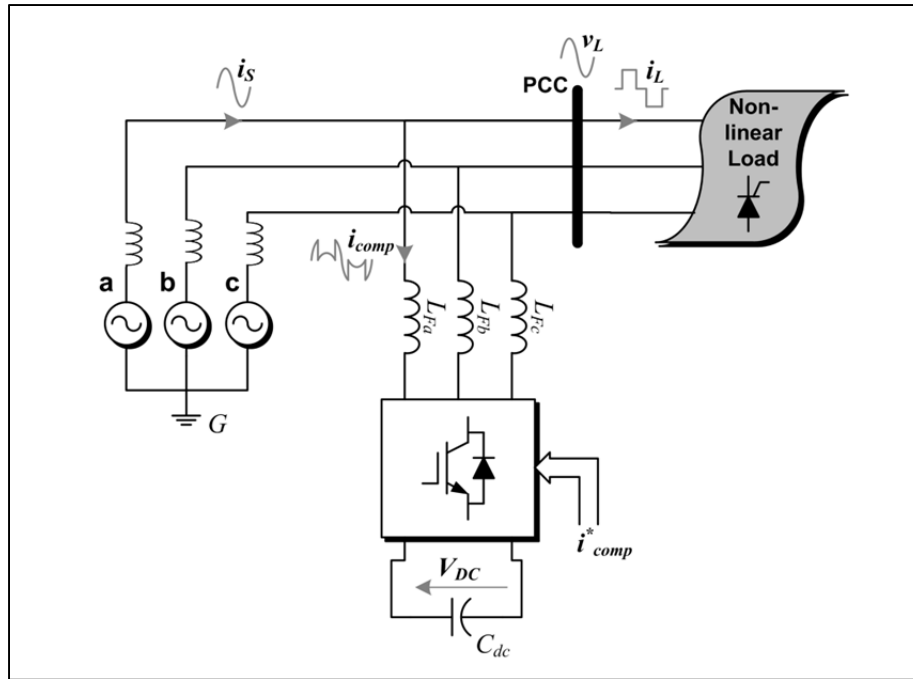 v_L
i_S
PCC
i_L
Non-
linear
Load
i_comp
a
b
c
L_Fa
L_Fb
L_Fc
G
i*_comp
V_DC
C_dc